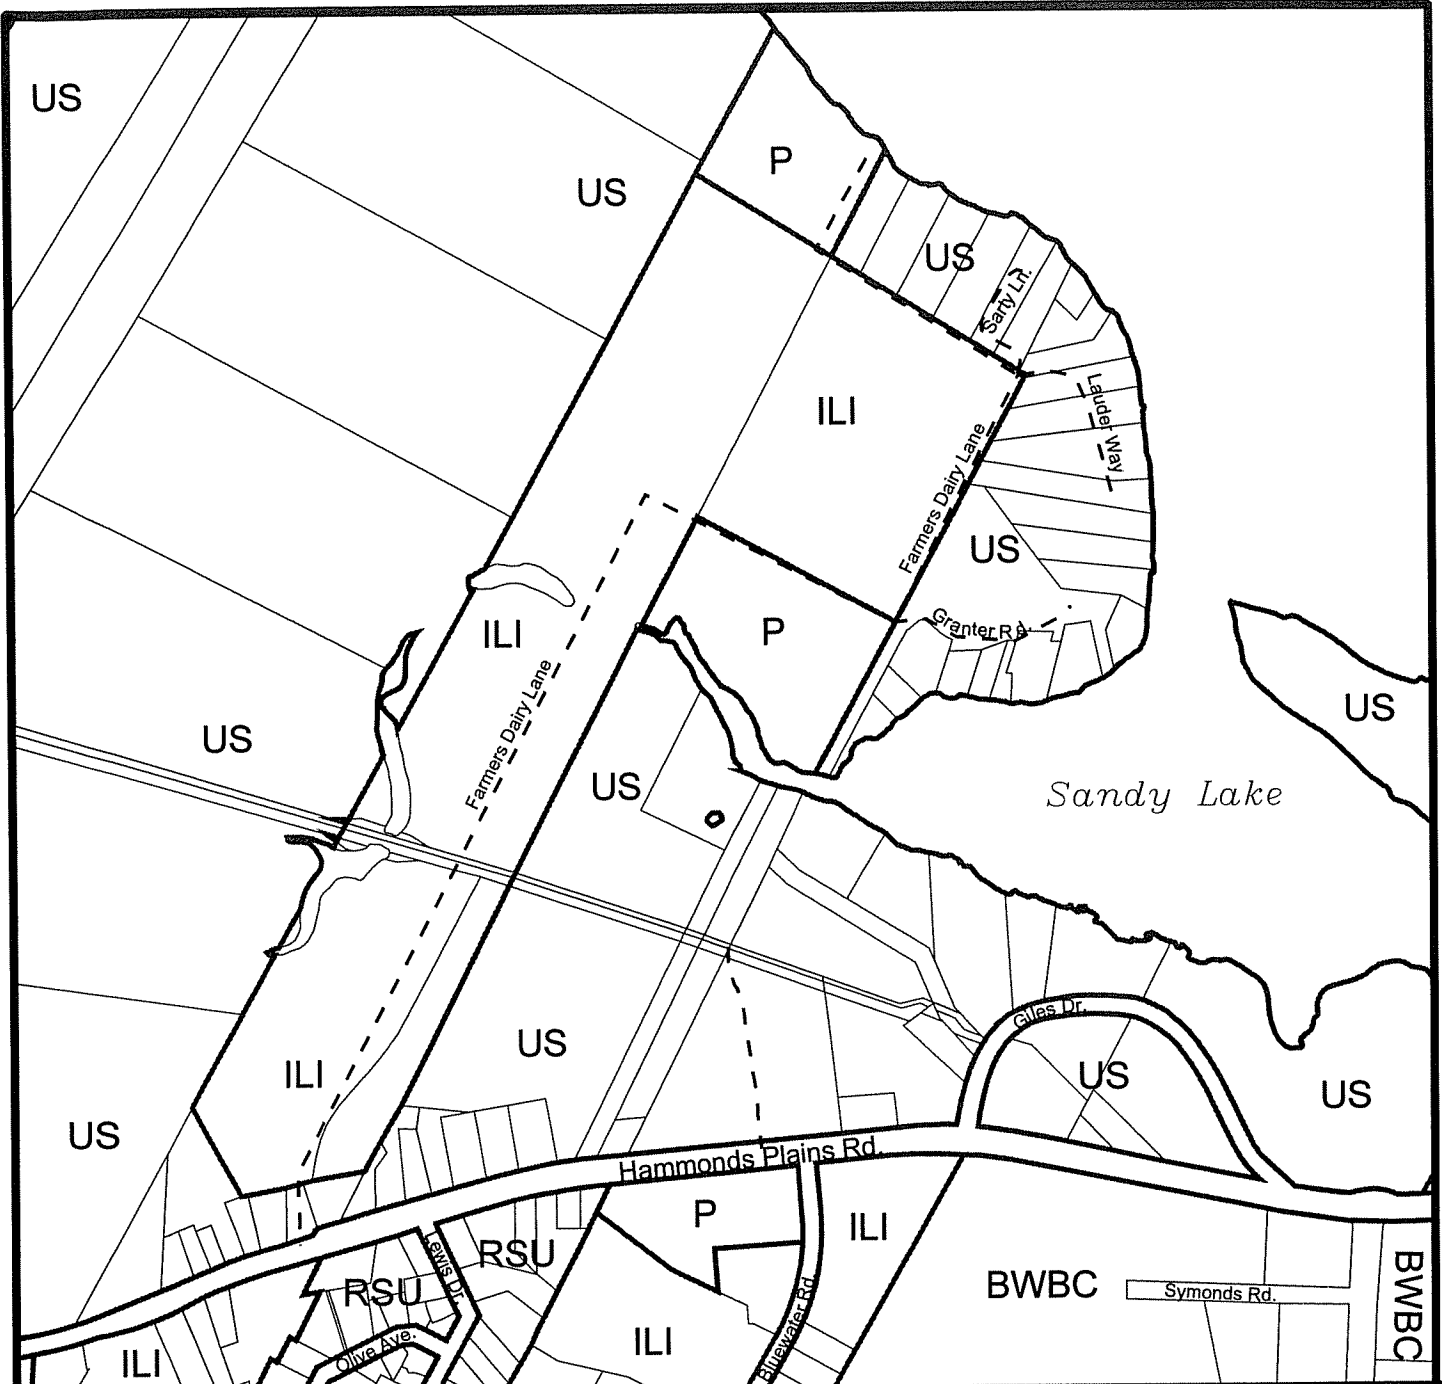 US
P
US
US
Sarty Ln.
ILI
Lauder Way
Farmers Dairy Lane
US
Granter Rd.
ILI
P
Farmers Dairy Lane
US
US
US
Sandy Lake
Giles Dr.
US
ILI
US
US
US
Hammonds Plains Rd.
P
ILI
Lewis Dr.
RSU
RSU
BWBC
Symonds Rd.
BWBC
Bluewater Rd.
Olive Ave.
ILI
ILI